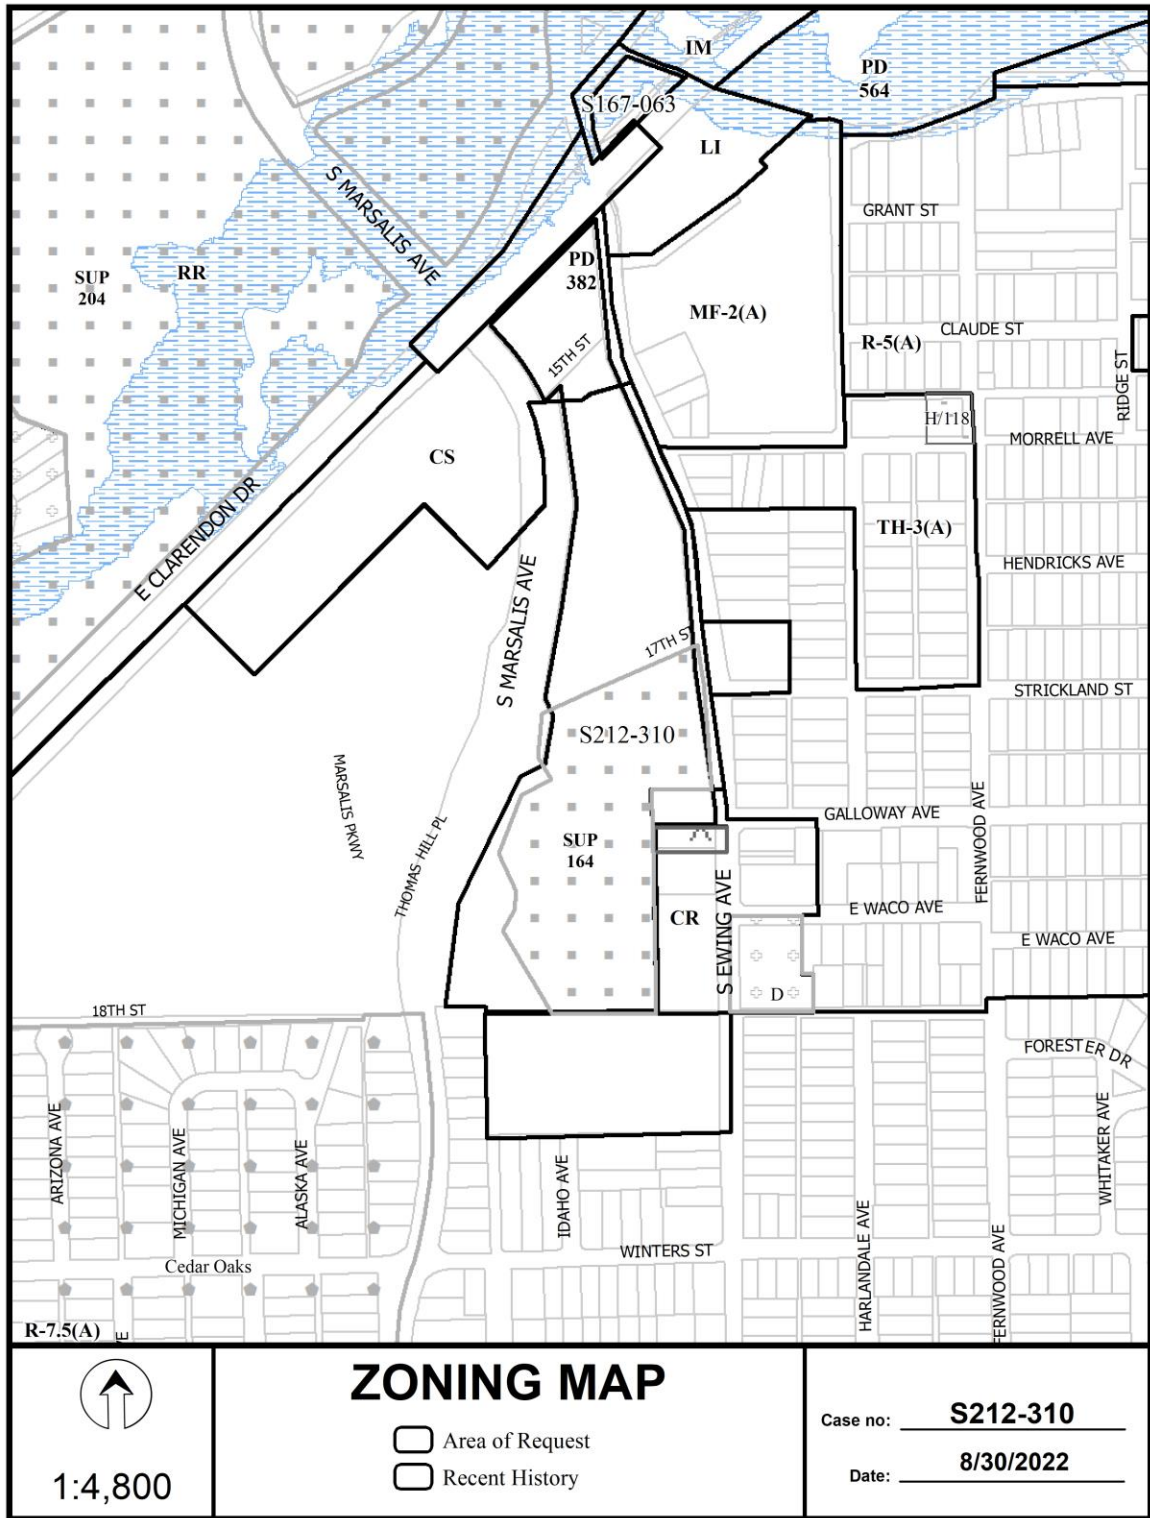 IM
PD
564
S167-063
LI
S MARSALIS AVE
GRANT ST
SUP
204
RR
PD
382
MF-2(A)
CLAUDE ST
R-5(A)
15TH ST
RIDGE ST
H/118
MORRELL AVE
CS
E CLARENDON DR
TH-3(A)
HENDRICKS AVE
S MARSALIS AVE
17TH ST
STRICKLAND ST
S212-310
MARSALIS PKWY
GALLOWAY AVE
FERNWOOD AVE
THOMAS HILL PL
SUP
164
CR
S EWING AVE
E WACO AVE
E WACO AVE
D
18TH ST
FORESTER DR
ARIZONA AVE
MICHIGAN AVE
ALASKA AVE
IDAHO AVE
WHITAKER AVE
HARLANDALE AVE
FERNWOOD AVE
WINTERS ST
Cedar Oaks
R-7.5(A)
VE
1:4,800
ZONING MAP
Area of Request
Recent History
Case no: S212-310
Date: 8/30/2022